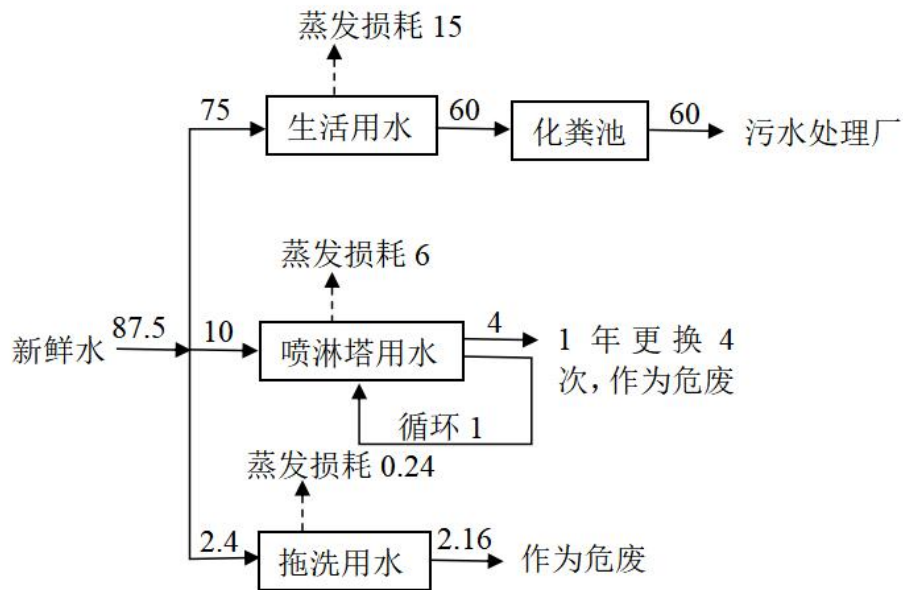 蒸发损耗 15
75
生活用水
60
化粪池
60
污水处理厂
蒸发损耗 6
新鲜水
87.5
10
喷淋塔用水
4
1 年更换 4
次，作为危废
循环 1
蒸发损耗 0.24
2.4
拖洗用水
2.16
作为危废